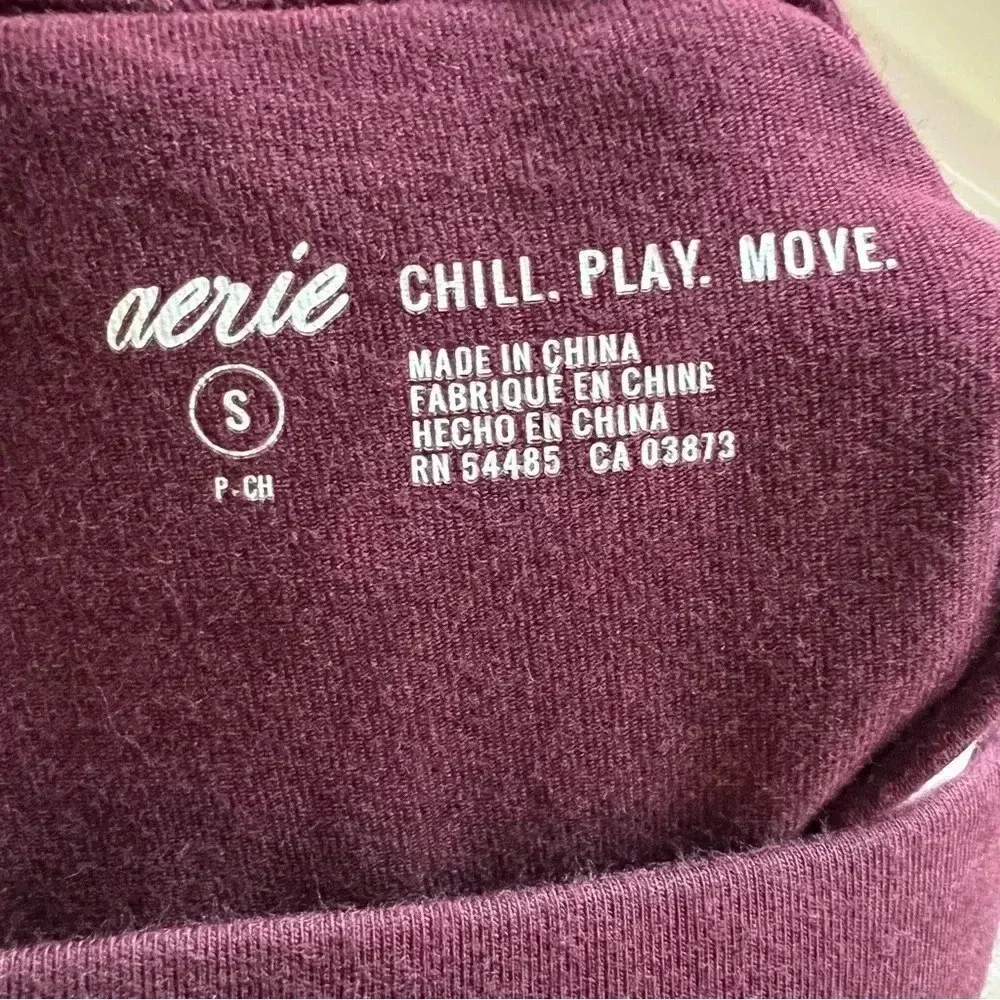 aerie CHILL. PLAY. MOVE.
S
P-CH
MADE IN CHINA
FABRIQUÉ EN CHINE
HECHO EN CHINA
RN 54485 CA 03873